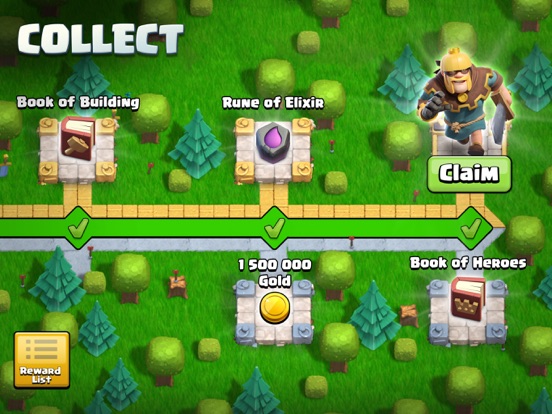 COLLECT
Book of Building
Rune of Elixir
Claim
1 500 000
Gold
Book of Heroes
Reward
List